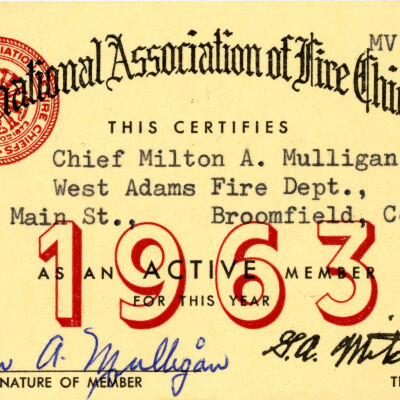 MV
national Association of Fire Chi
THIS CERTIFIES
Chief Milton A. Mulligan
West Adams Fire Dept.,
Main St., Broomfield, C
1963
AS AN ACTIVE MEMBER
FOR THIS YEAR
A. Mulligan
NATURE OF MEMBER